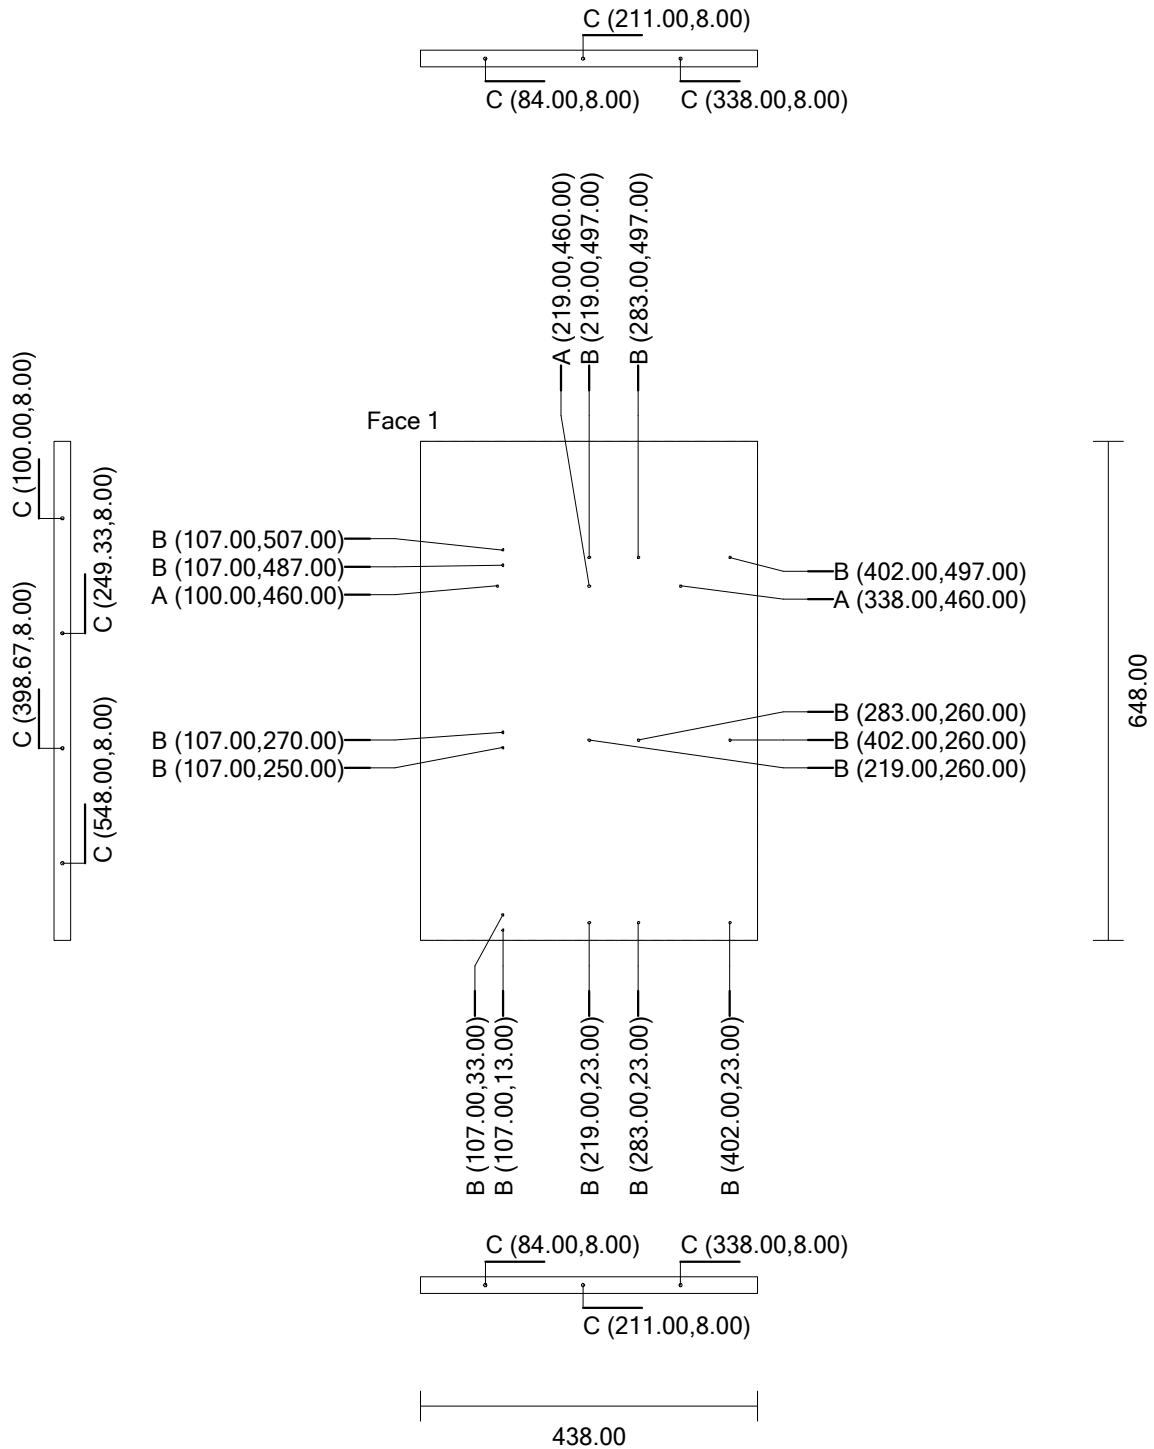 C (211.00,8.00)
C (84.00,8.00)
C (338.00,8.00)
A (219.00,460.00)
B (219.00,497.00)
B (283.00,497.00)
Face 1
C (100.00,8.00)
C (249.33,8.00)
C (398.67,8.00)
C (548.00,8.00)
B (107.00,507.00)
B (107.00,487.00)
A (100.00,460.00)
B (402.00,497.00)
A (338.00,460.00)
648.00
B (107.00,270.00)
B (107.00,250.00)
B (283.00,260.00)
B (402.00,260.00)
B (219.00,260.00)
B (107.00,33.00)
B (107.00,13.00)
B (219.00,23.00)
B (283.00,23.00)
B (402.00,23.00)
C (84.00,8.00)
C (338.00,8.00)
C (211.00,8.00)
438.00